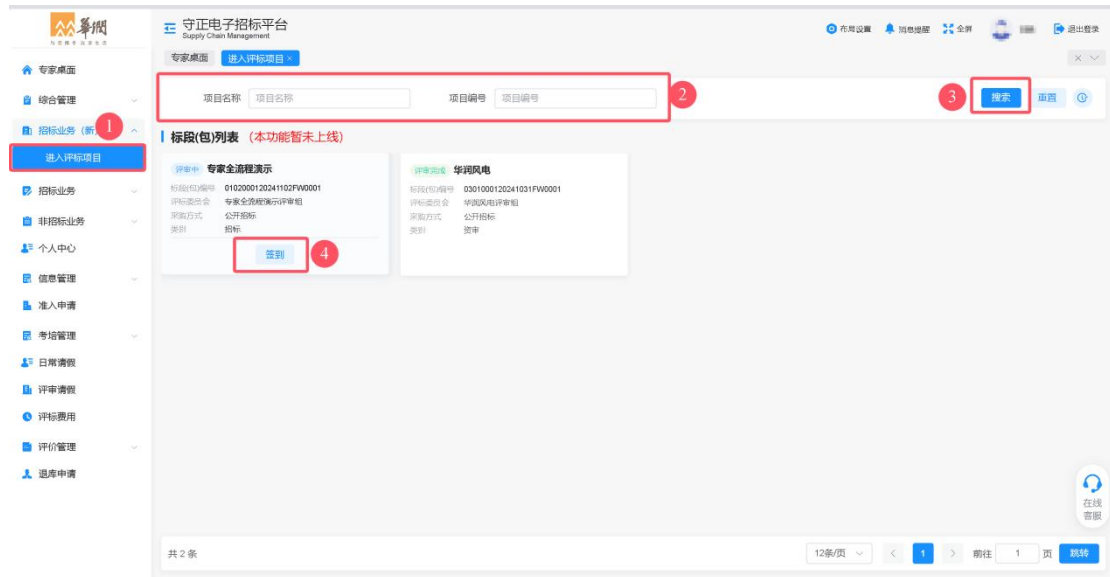 華潤
守正电子招标平台
Supply Chain Management
布局设置 消息提醒 全屏 退出登录
专家桌面 进入评标项目 ×
专家桌面
综合管理
招标业务（新 1
进入评标项目
招标业务
非招标业务
个人中心
信息管理
准入申请
考培管理
日常请假
评审请假
评标费用
评价管理
退库申请
项目名称 项目名称 项目编号 项目编号 2
3 搜索 重置
标段(包)列表 （本功能暂未上线）
评审中 专家全流程演示
标段(包)编号 0102000120241102FW0001
评标委员会 专家全流程演示评审组
采购方式 公开招标
类别 招标
签到 4
评审完成 华润风电
标段(包)编号 0301000120241031FW0001
评标委员会 华润风电评审组
采购方式 公开招标
类别 资审
在线
客服
共 2 条 12条/页 1 前往 1 页 跳转